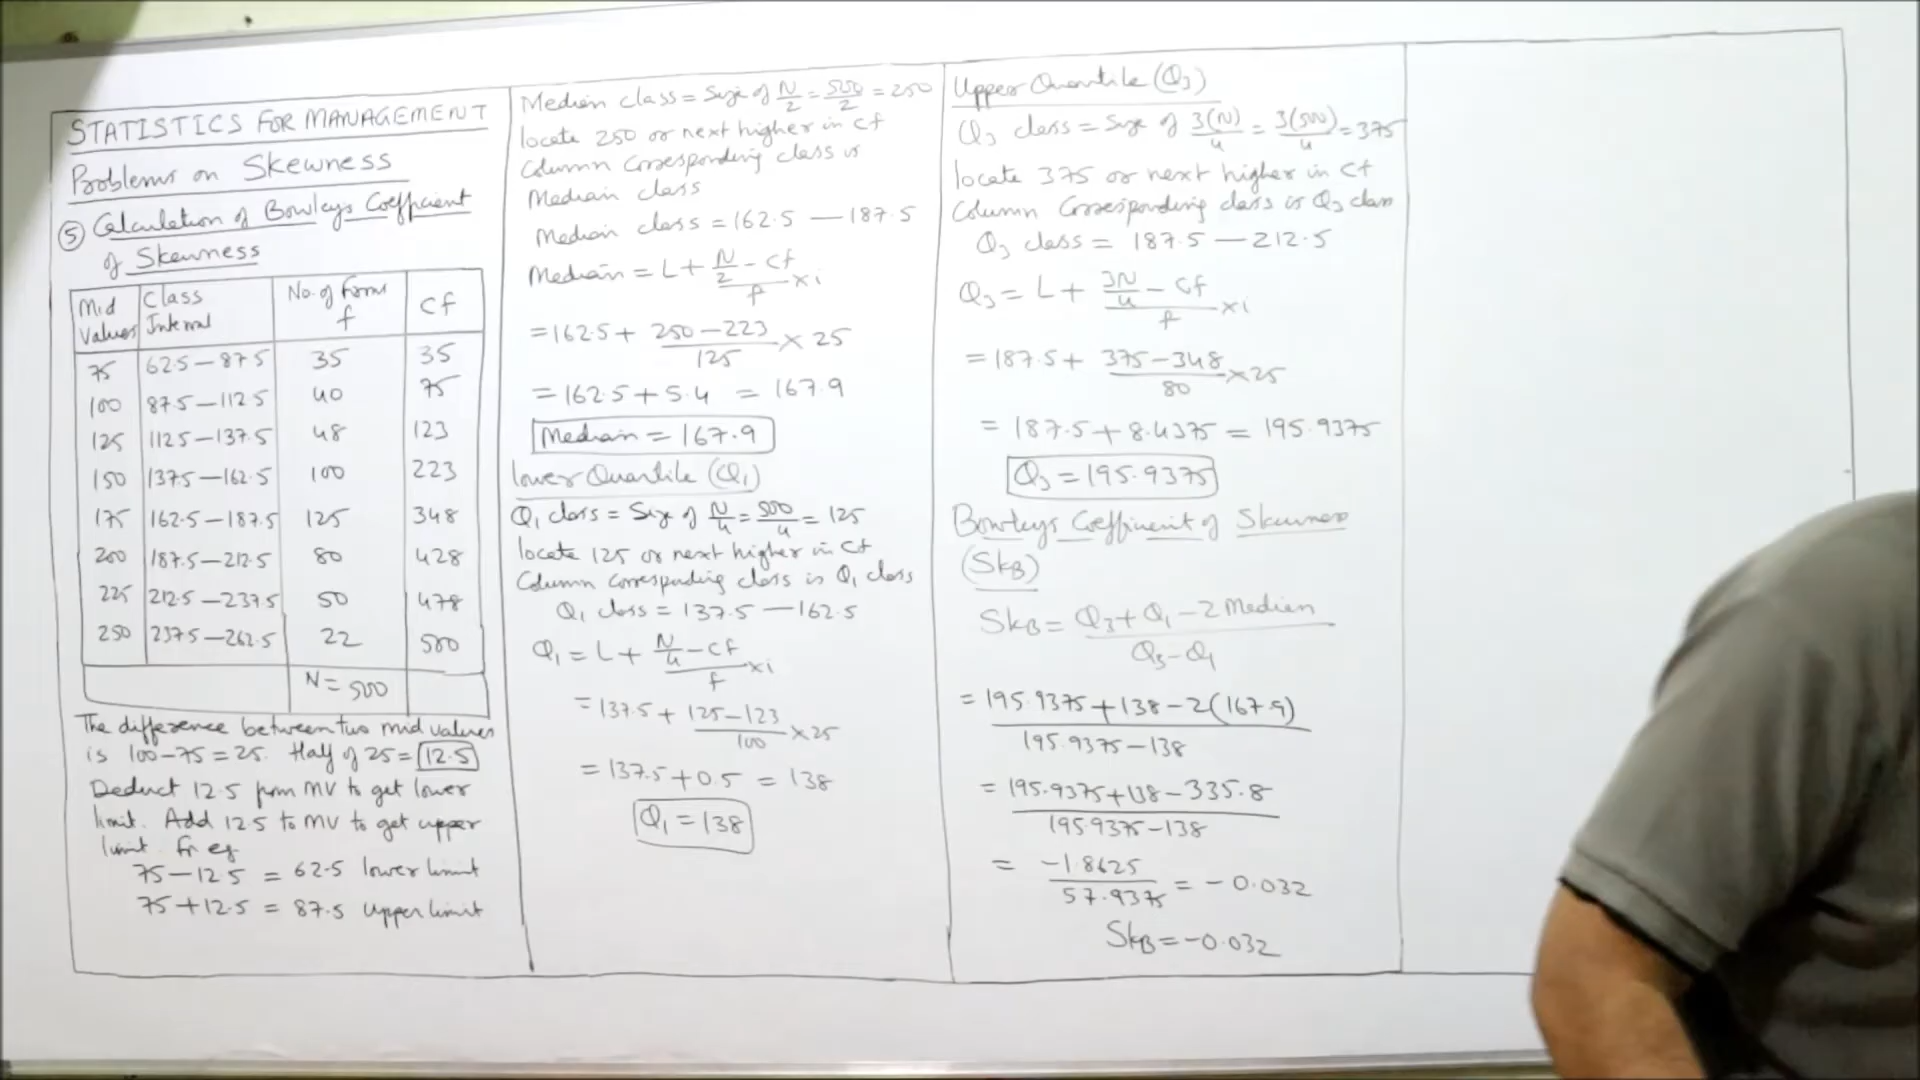 STATISTICS FOR MANAGEMENT
Problems on Skewness
⑤ Calculation of Bowleys Coefficient
of Skewness
Mid Values | Class Interval | No. of Forms f | Cf
75 | 62.5 — 87.5 | 35 | 35
100 | 87.5 — 112.5 | 40 | 75
125 | 112.5 — 137.5 | 48 | 123
150 | 137.5 — 162.5 | 100 | 223
175 | 162.5 — 187.5 | 125 | 348
200 | 187.5 — 212.5 | 80 | 428
225 | 212.5 — 237.5 | 50 | 478
250 | 237.5 — 262.5 | 22 | 500
N = 500
The difference between two mid values
is 100 — 75 = 25. Half of 25 = 12.5
Deduct 12.5 from MV to get lower
limit. Add 12.5 to MV to get upper
limit. Fr eg
75 — 12.5 = 62.5 lower limit
75 + 12.5 = 87.5 upper limit
Median class = Size of N/2 = 500/2 = 250
locate 250 or next higher in cf
Column Corresponding class is
Median class
Median class = 162.5 — 187.5
Median = L + (N/2 - cf)/f × i
= 162.5 + (250 — 223)/125 × 25
= 162.5 + 5.4 = 167.9
Median = 167.9
lower Quantile (Q1)
Q1 class = Size of N/4 = 500/4 = 125
locate 125 or next higher in cf
Column Corresponding class is Q1 class
Q1 class = 137.5 — 162.5
Q1 = L + (N/4 - cf)/f × i
= 137.5 + (125 — 123)/100 × 25
= 137.5 + 0.5 = 138
Q1 = 138
Upper Quantile (Q3)
Q3 class = Size of 3(N)/4 = 3(500)/4 = 375
locate 375 or next higher in cf
Column Corresponding class is Q3 class
Q3 class = 187.5 — 212.5
Q3 = L + (3N/4 - cf)/f × i
= 187.5 + (375 — 348)/80 × 25
= 187.5 + 8.4375 = 195.9375
Q3 = 195.9375
Bowleys Coefficient of Skewness
(SkB)
SkB = (Q3 + Q1 — 2 Median)/(Q3 — Q1)
= (195.9375 + 138 — 2(167.9))/(195.9375 — 138)
= (195.9375 + 138 — 335.8)/(195.9375 — 138)
= -1.8625/57.9375 = -0.032
SkB = -0.032